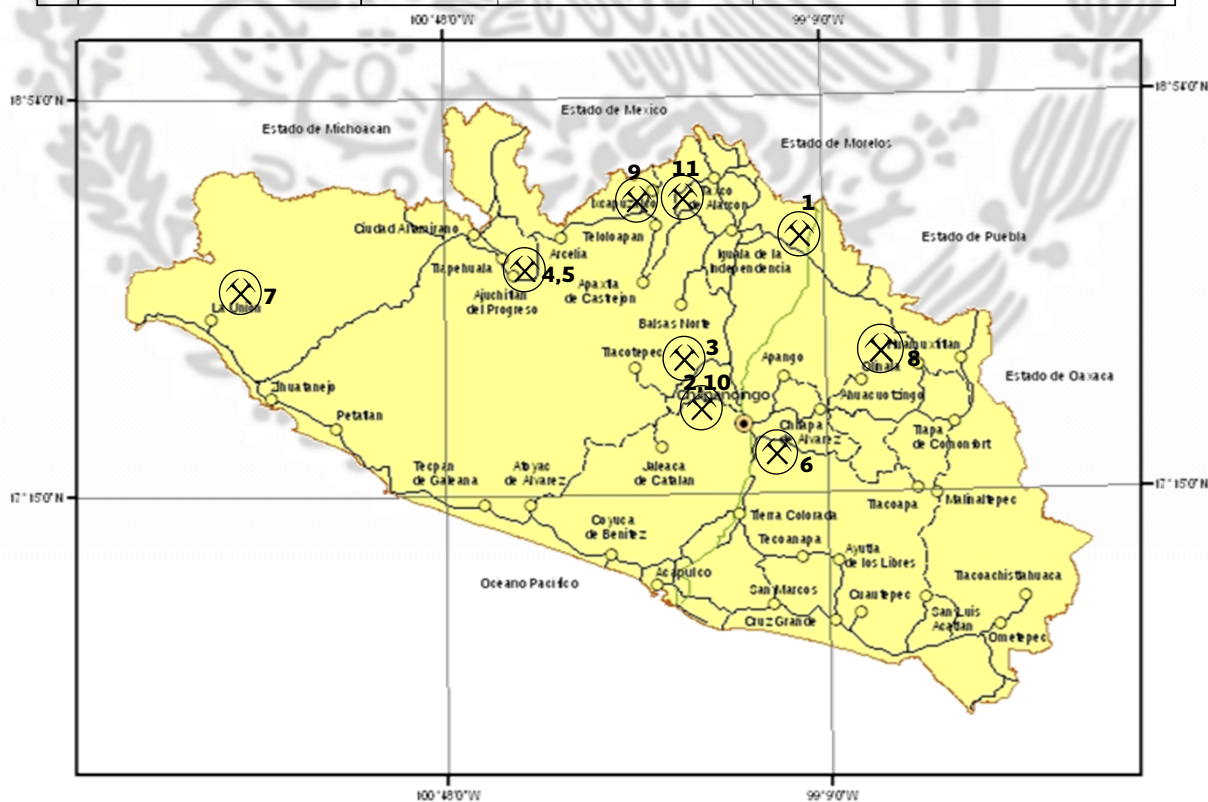 100°48'0"W
99°9'0"W
18°54'0"N
18°54'0"N
Estado de Mexico
Estado de Michoacan
Estado de Morelos
9
11
Taxco
de Alarcon
1
Ciudad Altamirano
Teloloapan
Estado de Puebla
Arcelia
Iguala de la
Independencia
Tlapehuala
4,5
Apaxtla
de Castrejon
7
Ajuchitlan
del Progreso
La Union
Balsas Norte
3
Tlacotepec
Apango
Huamuxtitlan
8
Olinala
Estado de Oaxaca
2,10
Zihuatanejo
Chilpancingo
Ahuacuotzingo
Petatlan
Chilapa
de Alvarez
Tlapa
de Comonfort
6
Tecpan
de Galeana
Atoyac
de Alvarez
Jaleaca
de Catalan
17°15'0"N
17°15'0"N
Malinaltepec
Tlacoapa
Tierra Colorada
Coyuca
de Benitez
Tecoanapa
Ayutla
de los Libres
Oceano Pacifico
Acapulco
Tlacoachistlahuaca
San Marcos
Cuautepec
San Luis
Acatlan
Cruz Grande
Ometepec
100°48'0"W
99°9'0"W